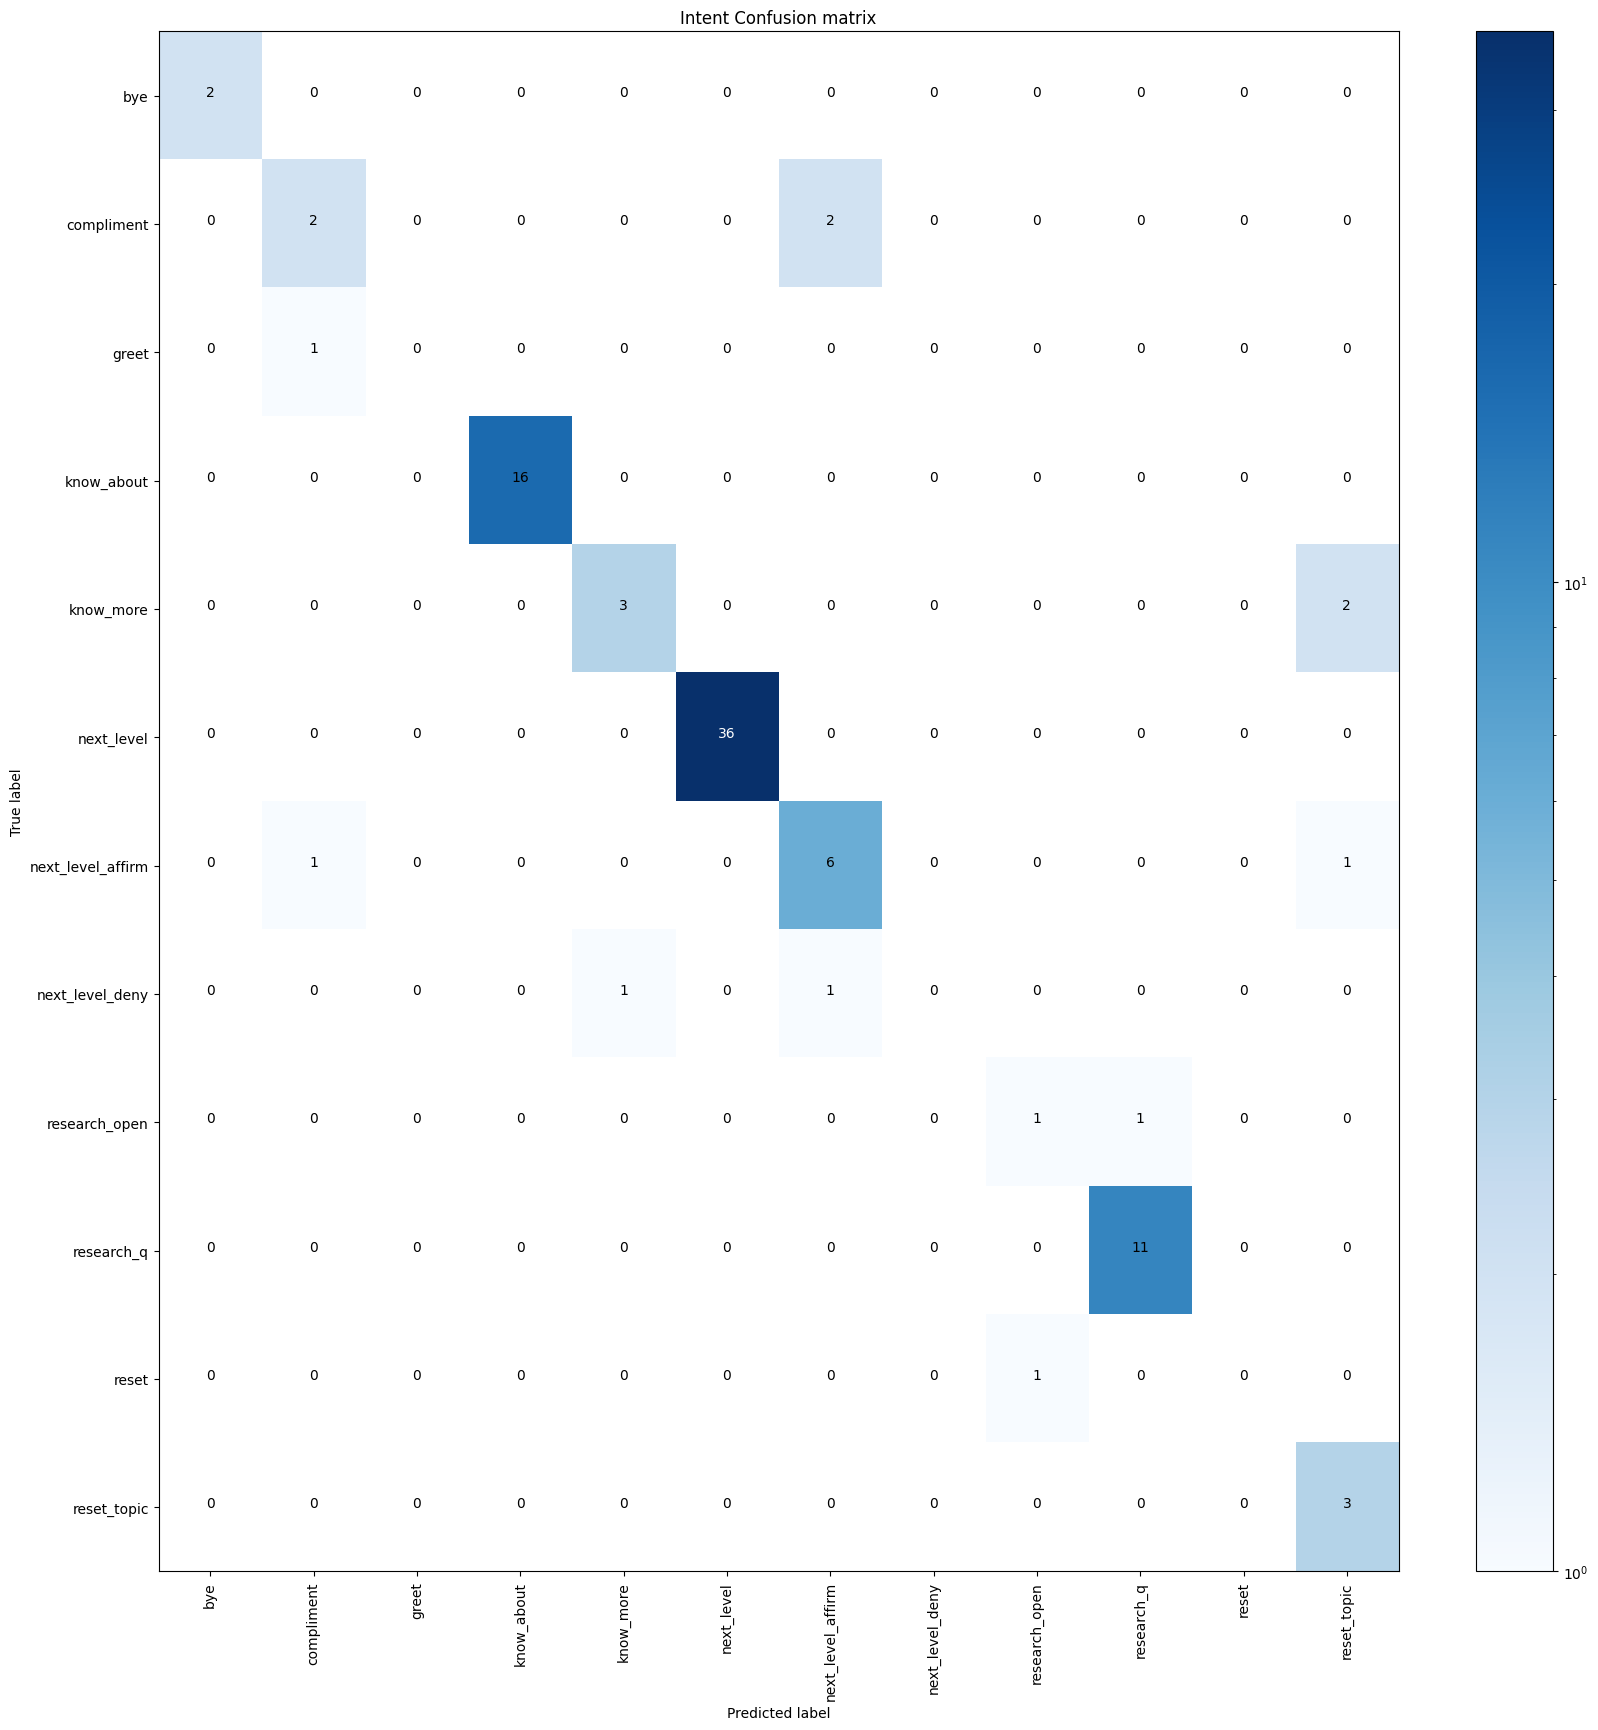 Intent Confusion matrix
bye 2 0 0 0 0 0 0 0 0 0 0 0
compliment 0 2 0 0 0 0 2 0 0 0 0 0
greet 0 1 0 0 0 0 0 0 0 0 0 0
know_about 0 0 0 16 0 0 0 0 0 0 0 0
know_more 0 0 0 0 3 0 0 0 0 0 0 2
next_level 0 0 0 0 0 36 0 0 0 0 0 0
next_level_affirm 0 1 0 0 0 0 6 0 0 0 0 1
next_level_deny 0 0 0 0 1 0 1 0 0 0 0 0
research_open 0 0 0 0 0 0 0 0 1 1 0 0
research_q 0 0 0 0 0 0 0 0 0 11 0 0
reset 0 0 0 0 0 0 0 0 1 0 0 0
reset_topic 0 0 0 0 0 0 0 0 0 0 0 3
True label
bye compliment greet know_about know_more next_level next_level_affirm next_level_deny research_open research_q reset reset_topic
Predicted label
10¹
10⁰